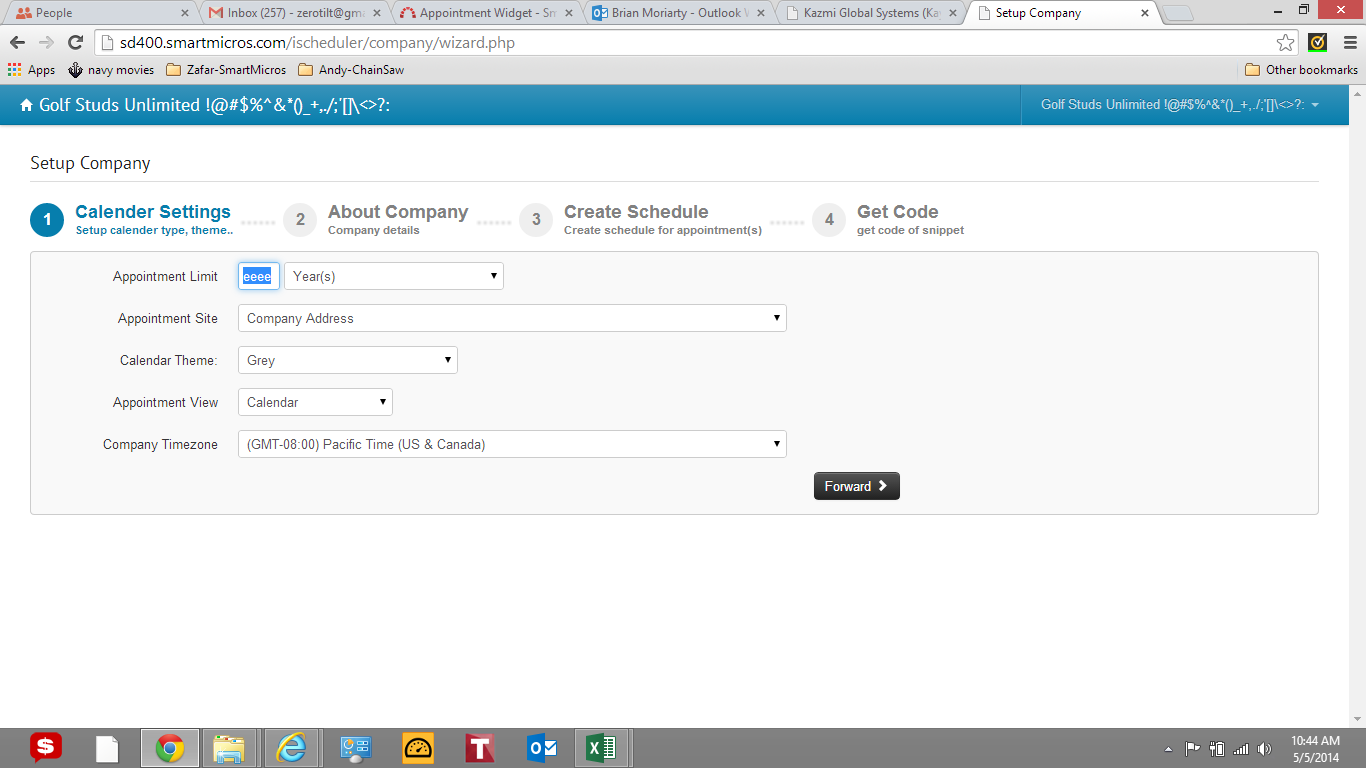 People
Inbox (257) - zerotilt@gma
Appointment Widget - Sm
Brian Moriarty - Outlook W
Kazmi Global Systems (Ka
Setup Company
sd400.smartmicros.com/ischeduler/company/wizard.php
Apps navy movies Zafar-SmartMicros Andy-ChainSaw Other bookmarks
Golf Studs Unlimited !@#$%^&*()_+,./;'[]\<>?: Golf Studs Unlimited !@#$%^&*()_+,./;'[]\<>?:
Setup Company
1 Calender Settings
Setup calender type, theme..
2 About Company
Company details
3 Create Schedule
Create schedule for appointment(s)
4 Get Code
get code of snippet
Appointment Limit eeee Year(s)
Appointment Site Company Address
Calendar Theme: Grey
Appointment View Calendar
Company Timezone (GMT-08:00) Pacific Time (US & Canada)
Forward
10:44 AM
5/5/2014